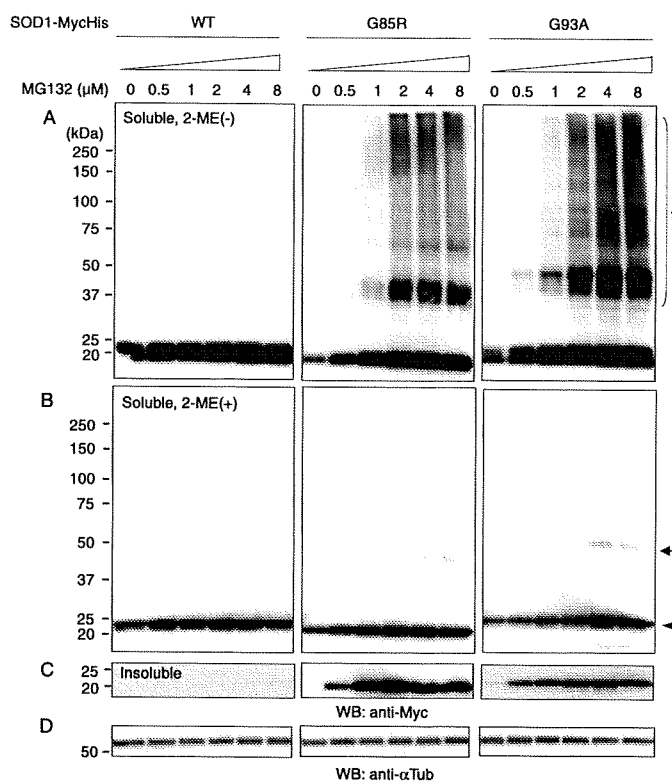 SOD1-MycHis WT G85R G93A
MG132 (μM) 0 0.5 1 2 4 8 0 0.5 1 2 4 8 0 0.5 1 2 4 8
A
(kDa)
Soluble, 2-ME(-)
250
150
100
75
50
37
25
20
B
Soluble, 2-ME(+)
250
150
100
75
50
37
25
20
C
Insoluble
25
20
WB: anti-Myc
D
50
WB: anti-αTub